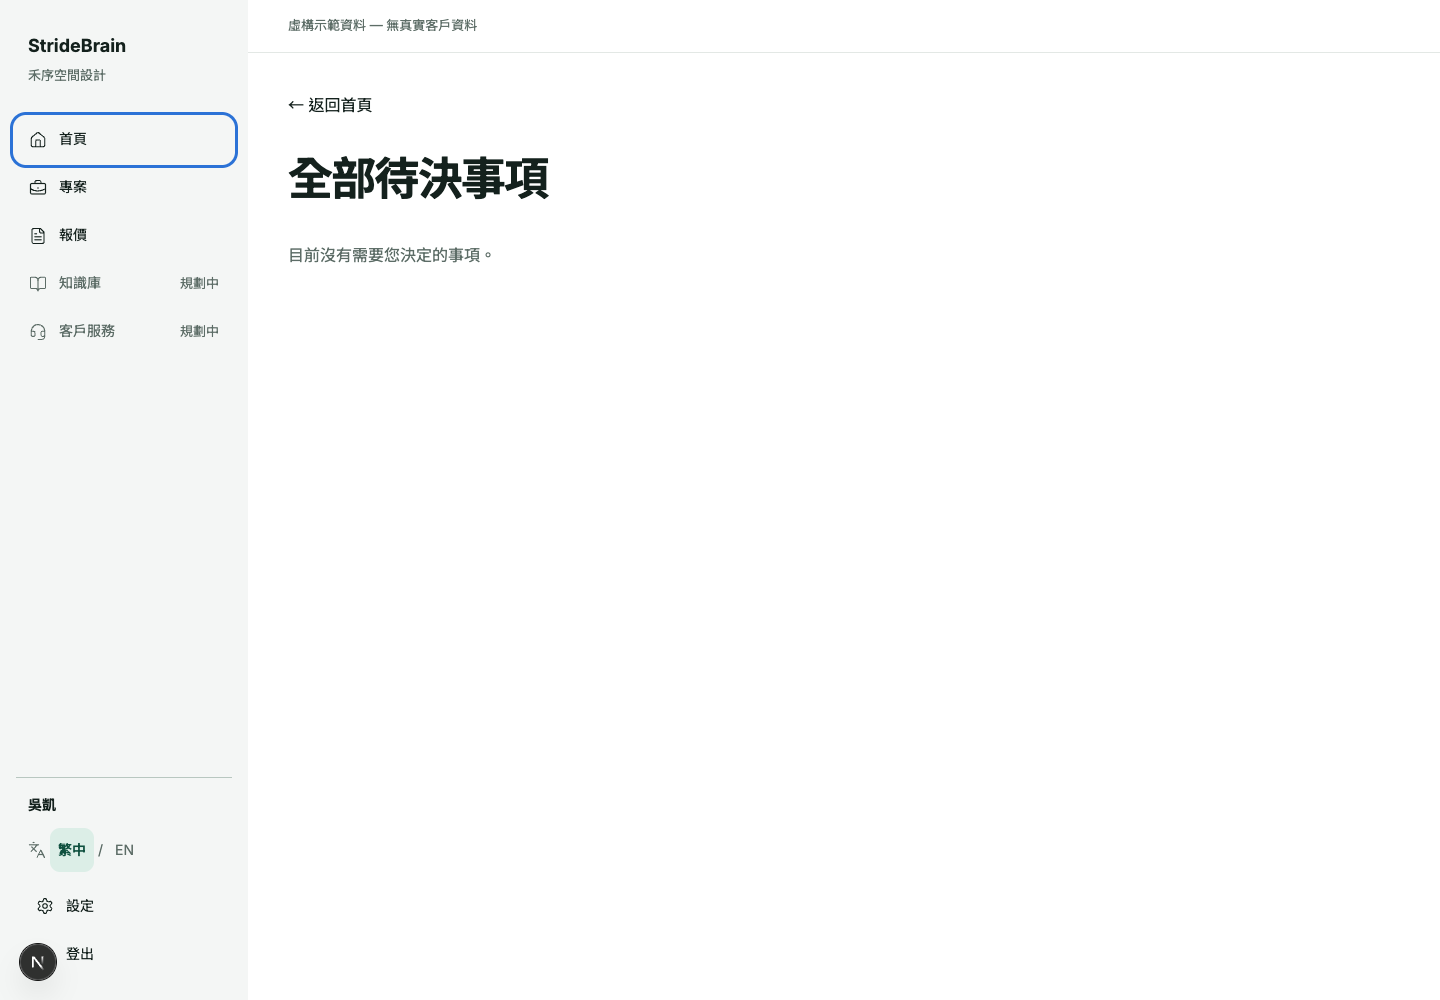 StrideBrain
禾序空間設計
首頁
專案
報價
知識庫 規劃中
客戶服務 規劃中
吳凱
繁中 / EN
設定
登出
虛構示範資料 — 無真實客戶資料
← 返回首頁
全部待決事項
目前沒有需要您決定的事項。